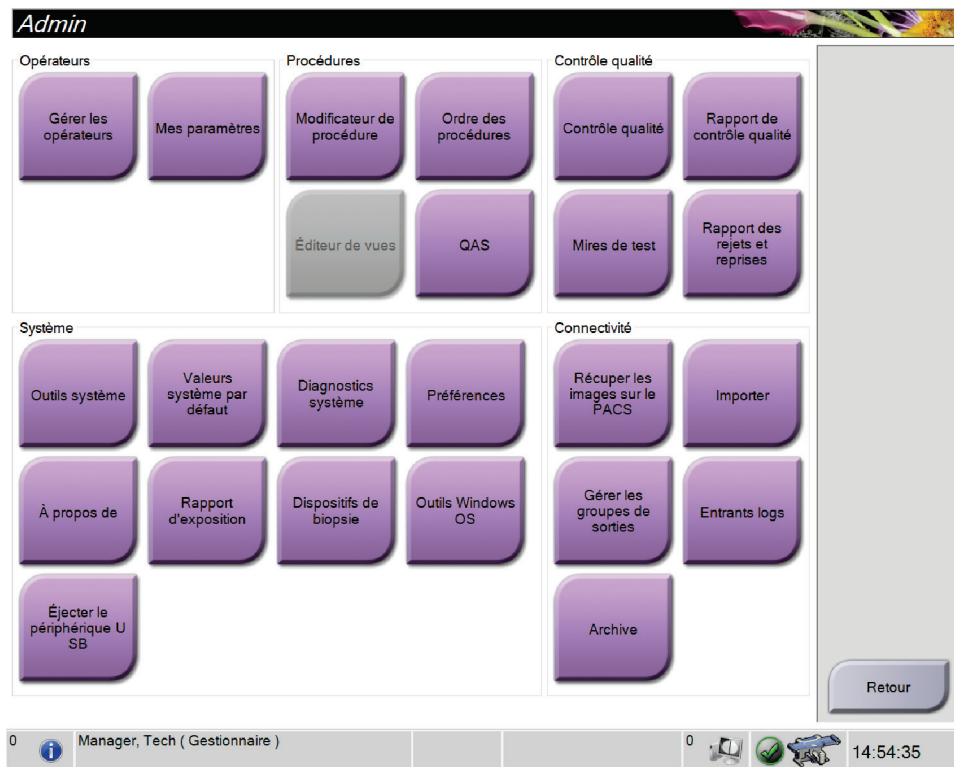 Admin
Opérateurs
Gérer les
opérateurs
Mes paramètres
Procédures
Modificateur de
procédure
Ordre des
procédures
Éditeur de vues
QAS
Contrôle qualité
Contrôle qualité
Rapport de
contrôle qualité
Mires de test
Rapport des
rejets et
reprises
Système
Outils système
Valeurs
système par
défaut
Diagnostics
système
Préférences
À propos de
Rapport
d'exposition
Dispositifs de
biopsie
Outils Windows
OS
Éjecter le
périphérique U
SB
Connectivité
Récuper les
images sur le
PACS
Importer
Gérer les
groupes de
sorties
Entrants logs
Archive
Retour
0
Manager, Tech ( Gestionnaire )
0
14:54:35